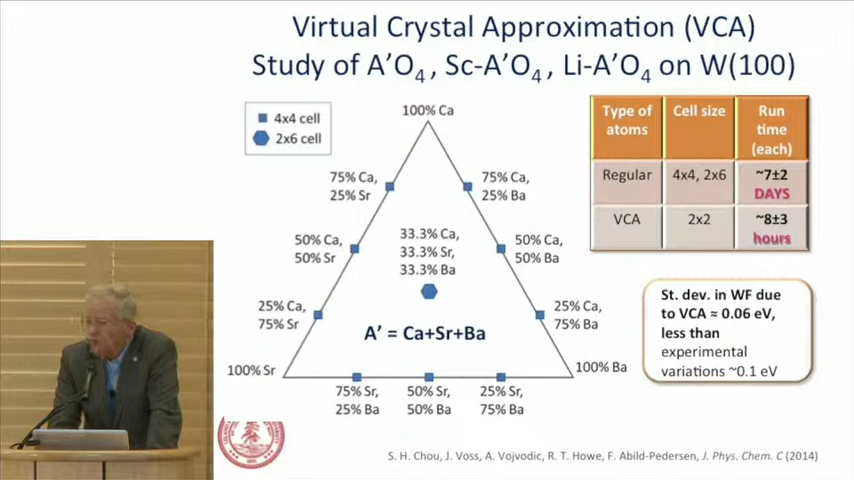 Virtual Crystal Approximation (VCA)
Study of A’O4 , Sc-A’O4 , Li-A’O4 on W(100)
4x4 cell
2x6 cell
100% Ca
75% Ca,
25% Sr
75% Ca,
25% Ba
50% Ca,
50% Sr
33.3% Ca,
33.3% Sr,
33.3% Ba
50% Ca,
50% Ba
25% Ca,
75% Sr
25% Ca,
75% Ba
A’ = Ca+Sr+Ba
100% Sr
100% Ba
75% Sr,
25% Ba
50% Sr,
50% Ba
25% Sr,
75% Ba
Type of
atoms
Cell size
Run
time
(each)
Regular
4x4, 2x6
~7±2
DAYS
VCA
2x2
~8±3
hours
St. dev. in WF due
to VCA ≈ 0.06 eV,
less than
experimental
variations ~0.1 eV
S. H. Chou, J. Voss, A. Vojvodic, R. T. Howe, F. Abild-Pedersen, J. Phys. Chem. C (2014)